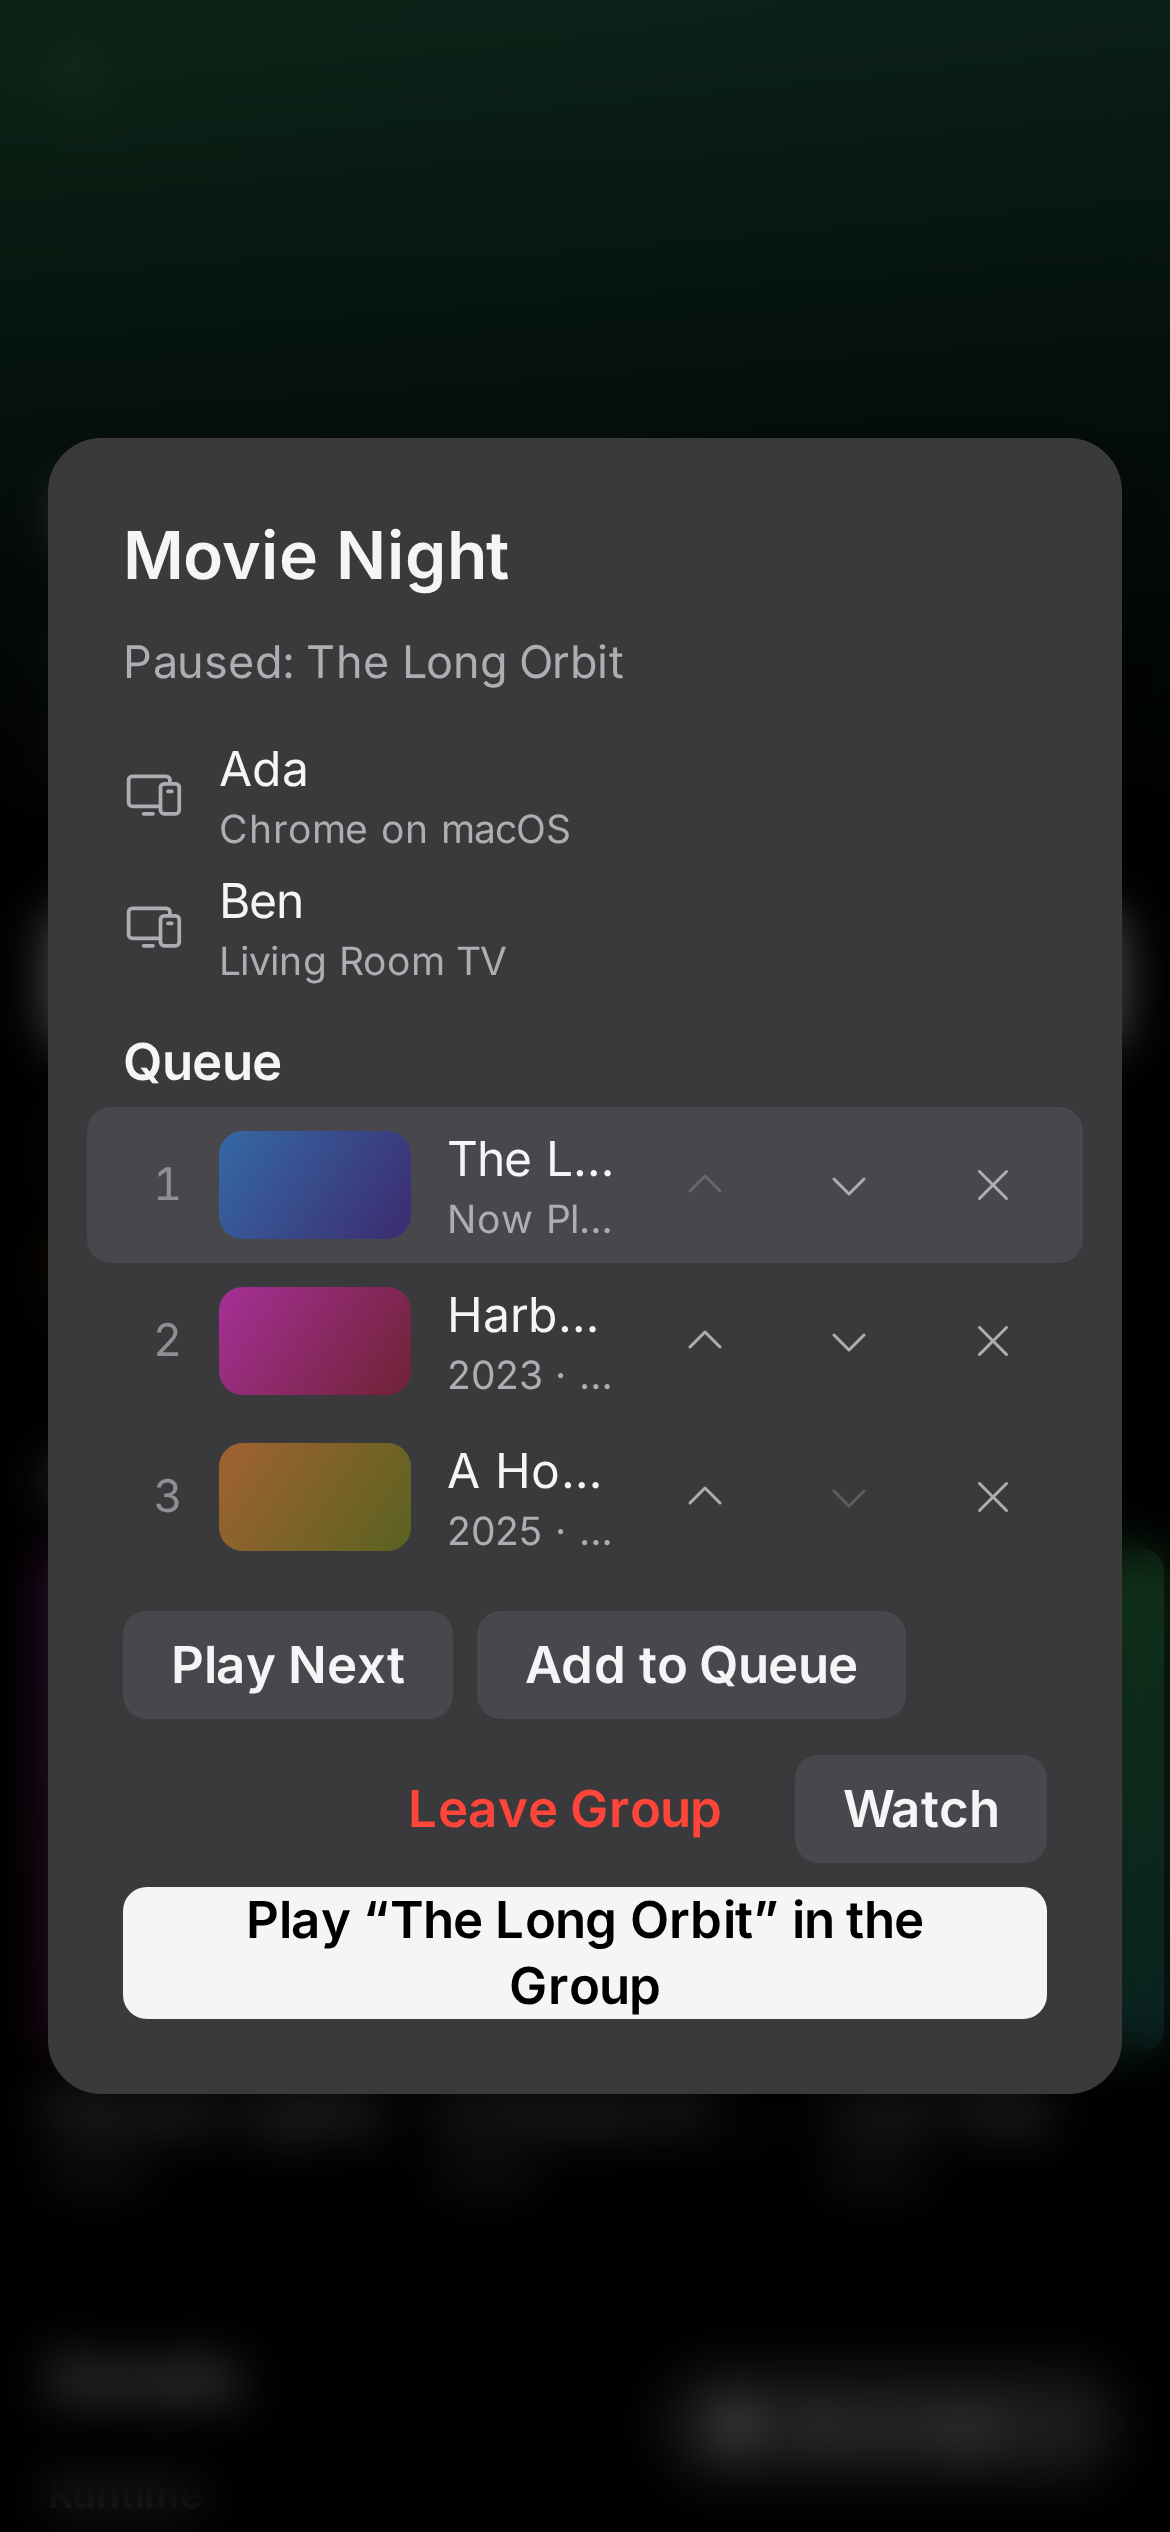 Movie Night
Paused: The Long Orbit
Ada
Chrome on macOS
Ben
Living Room TV
Queue
1
The L...
Now Pl...
2
Harb...
2023 · ...
3
A Ho...
2025 · ...
Play Next
Add to Queue
Leave Group
Watch
Play “The Long Orbit” in the
Group
Runtime